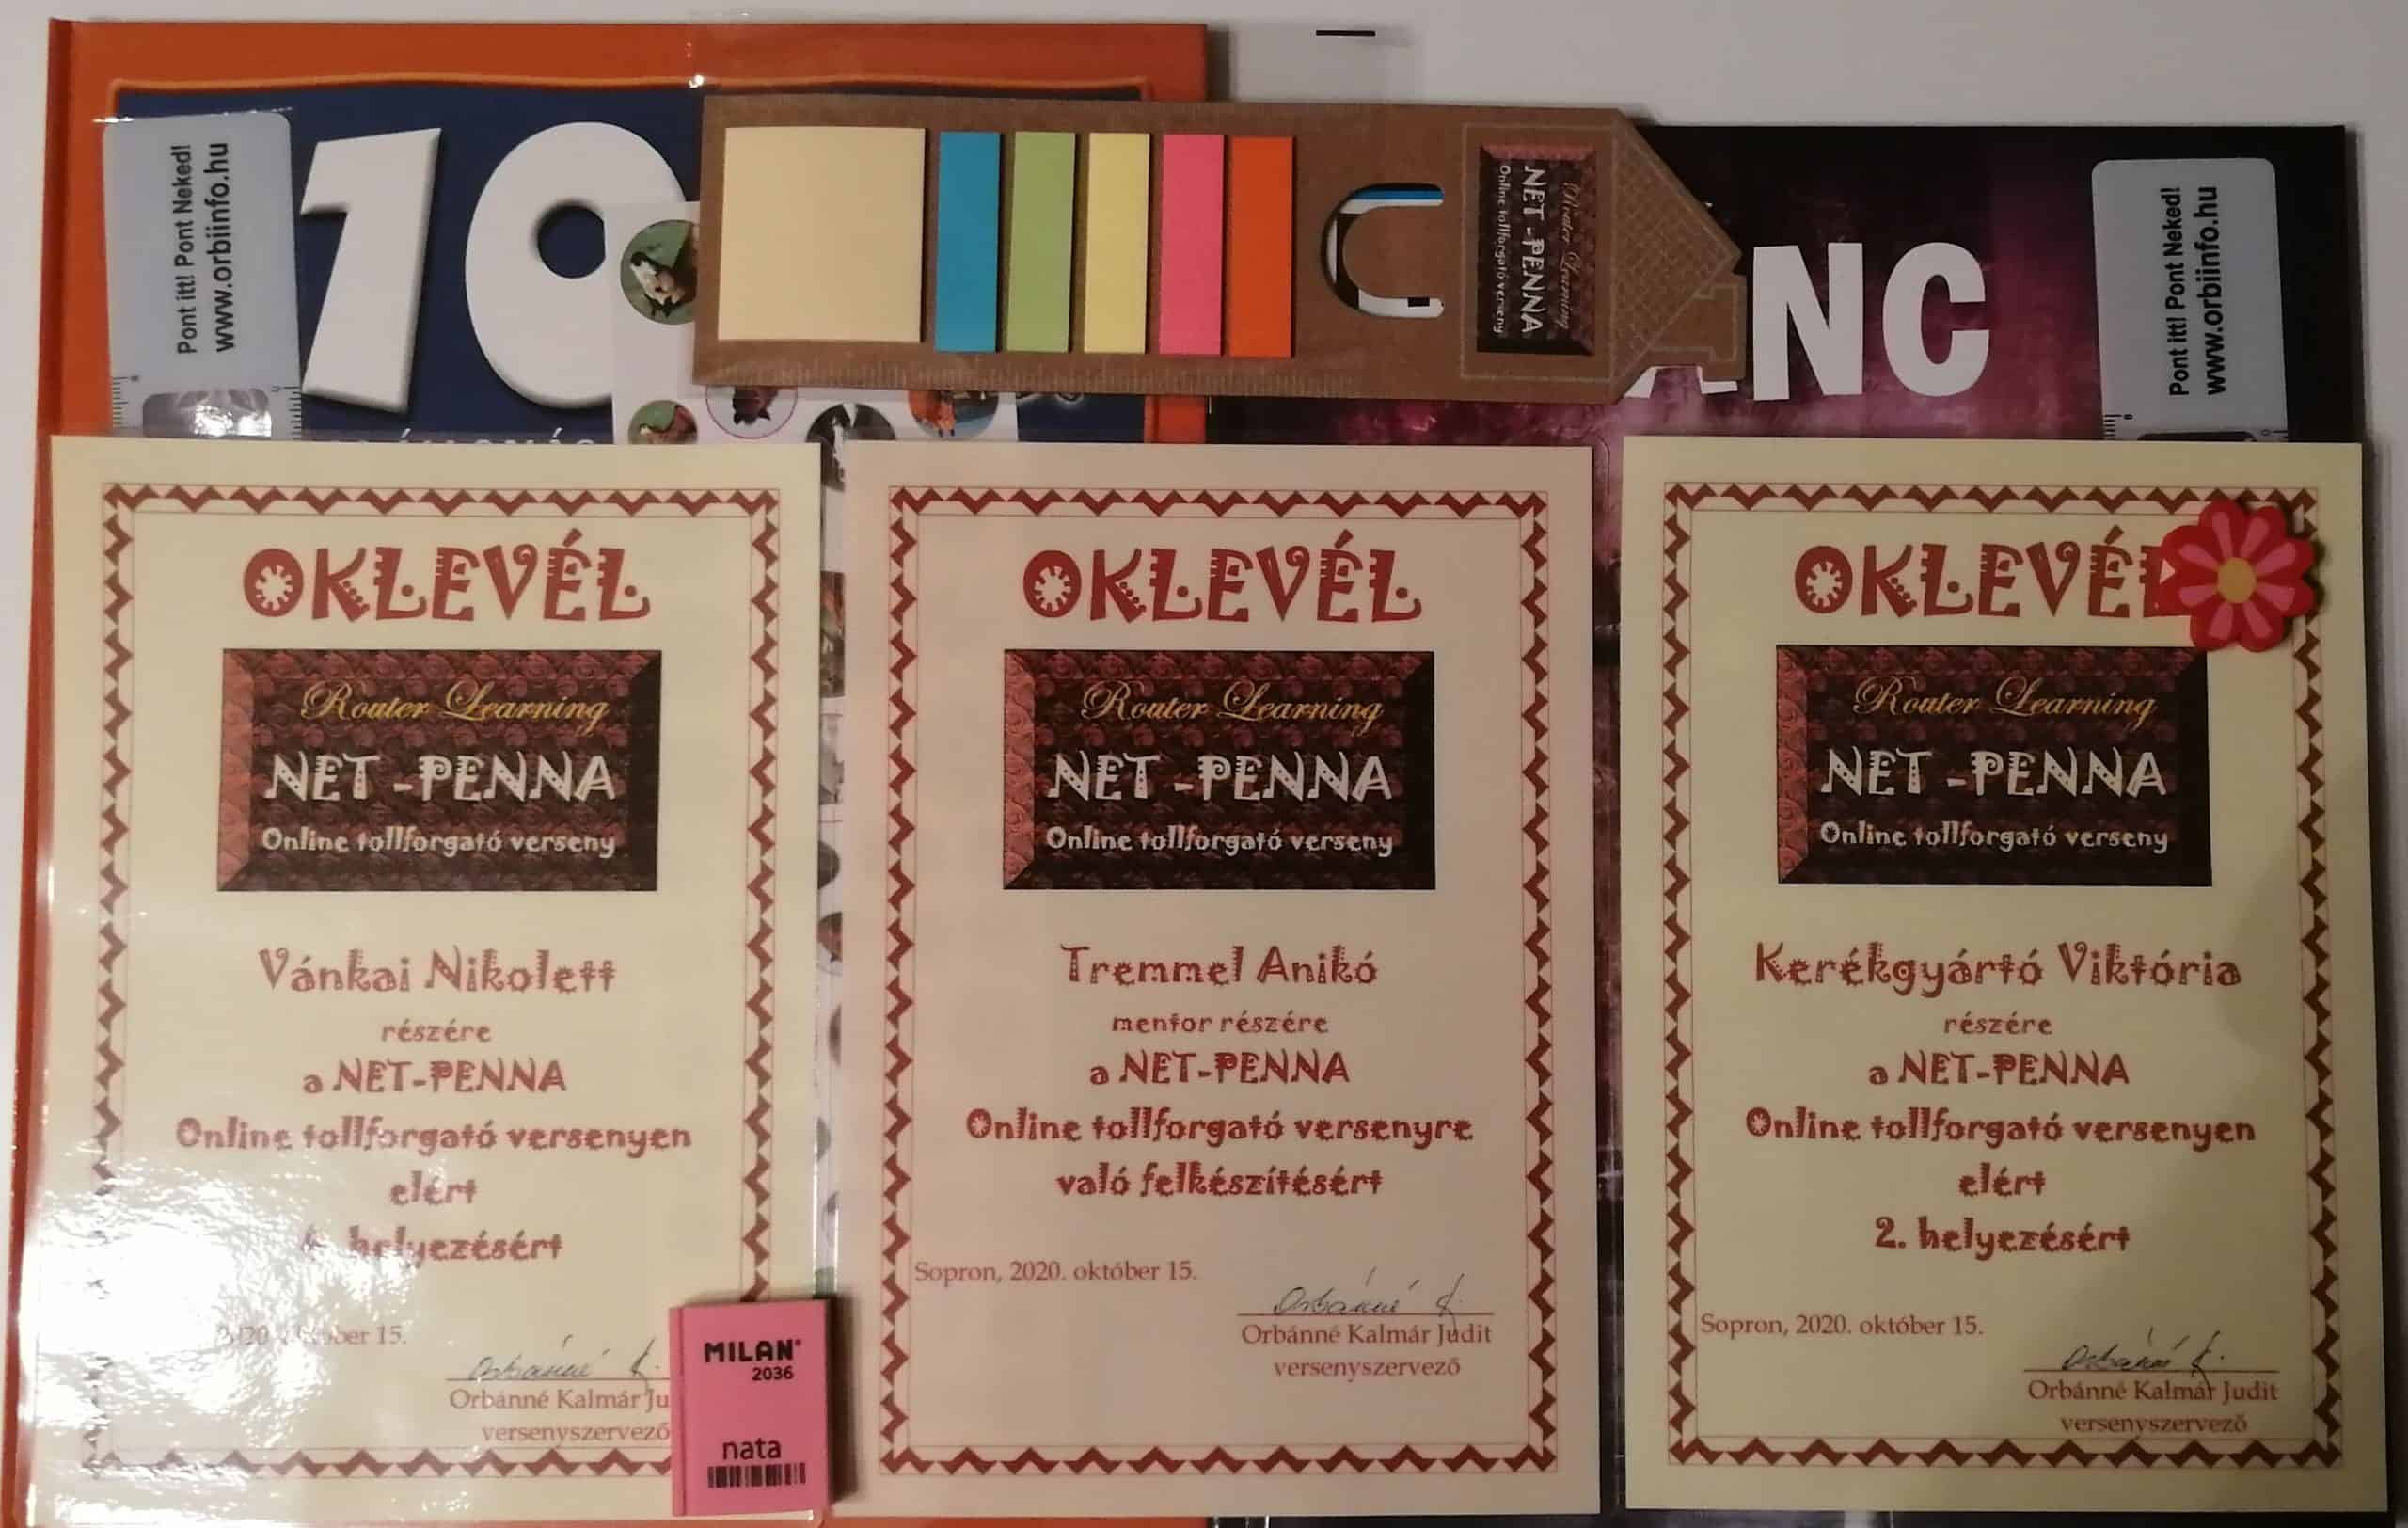 Pont itt! Pont Neked!
www.orbiinfo.hu
10
Router Learning
NET -PENNA
Online tollforgató verseny
NC
Pont itt! Pont Neked!
www.orbiinfo.hu
OKLEVÉL
Router Learning
NET -PENNA
Online tollforgató verseny
Vánkai Nikolett
részére
a NET-PENNA
Online tollforgató versenyen
elért
helyezésért
15.
Orbánné Kalmár Ju
versenyszervező
MILAN®
2036
nata
OKLEVÉL
Router Learning
NET -PENNA
Online tollforgató verseny
Tremmel Anikó
mentor részére
a NET-PENNA
Online tollforgató versenyre
való felkészítésért
Sopron, 2020. október 15.
Orbánné Kalmár Judit
versenyszervező
OKLEVÉL
Router Learning
NET -PENNA
Online tollforgató verseny
Kerékgyártó Viktória
részére
a NET-PENNA
Online tollforgató versenyen
elért
2. helyezésért
Sopron, 2020. október 15.
Orbánné Kalmár Judit
versenyszervező